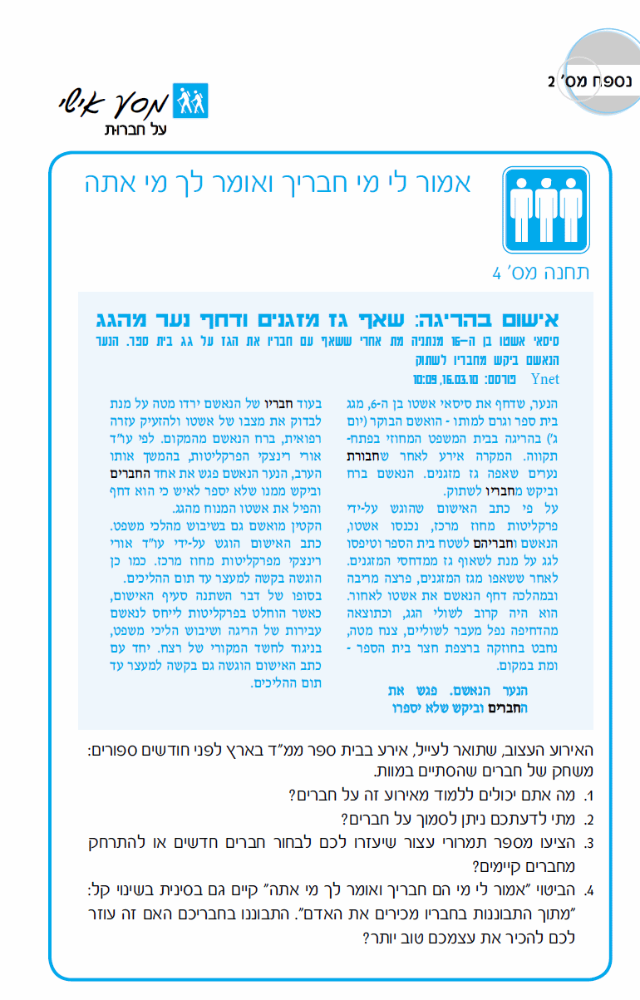 נספח מס' 2
מסע אישי
על חברות
אמור לי מי חבריך ואומר לך מי אתה
תחנה מס' 4
אישום בהריגה: שאף גז מזגנים ודחף נער מהגג
סיסאי אשטו בן ה-16 מנתניה מת אחרי ששאף עם חבריו את הגז על גג בית ספר. הנער
הנאשם ביקש מחבריו לשתוק
Ynet פורסם: 16.03.10, 10:09
הנער, שדחף את סיסאי אשטו בן ה-6, מגג
בית ספר וגרם למותו - הואשם הבוקר (יום
ג') בהריגה בבית המשפט המחוזי בפתח-
תקווה. המקרה אירע לאחר שחבורת
נערים שאפה גז מזגנים. הנאשם ברח
וביקש מחבריו לשתוק.
על פי כתב האישום שהוגש על-ידי
פרקליטות מחוז מרכז, נכנסו אשטו,
הנאשם וחבריהם לשטח בית הספר וטיפסו
לגג על מנת לשאוף גז ממדחסי המזגנים.
לאחר ששאפו מגז המזגנים, פרצה מריבה
ובמהלכה דחף הנאשם את אשטו לאחור.
הוא היה קרוב לשולי הגג, וכתוצאה
מהדחיפה נפל מעבר לשוליים, צנח מטה,
נחבט בחוזקה ברצפת חצר בית הספר -
ומת במקום.
הנער הנאשם. פגש את
החברים וביקש שלא יספרו
בעוד חבריו של הנאשם ירדו מטה על מנת
לבדוק את מצבו של אשטו ולהזעיק עזרה
רפואית, ברח הנאשם מהמקום. לפי עו"ד
אורי רינצקי הפרקליטות, בהמשך אותו
הערב, הנער הנאשם פגש את אחד החברים
וביקש ממנו שלא יספר לאיש כי הוא דחף
והפיל את אשטו המנוח מהגג.
הקטין מואשם גם בשיבוש מהלכי משפט.
כתב האישום הוגש על-ידי עו"ד אורי
רינצקי מפרקליטות מחוז מרכז. כמו כן
הוגשה בקשה למעצר עד תום ההליכים.
בסופו של דבר השתנה סעיף האישום,
כאשר הוחלט בפרקליטות לייחס לנאשם
עבירות של הריגה ושיבוש הליכי משפט,
בניגוד לחשד המקורי של רצח. יחד עם
כתב האישום הוגשה גם בקשה למעצר עד
תום ההליכים.
האירוע העצוב, שתואר לעייל, אירע בבית ספר ממ"ד בארץ לפני חודשים ספורים:
משחק של חברים שהסתיים במוות.
1. מה אתם יכולים ללמוד מאירוע זה על חברים?
2. מתי לדעתכם ניתן לסמוך על חברים?
3. הציעו מספר תמרורי עצור שיעזרו לכם לבחור חברים חדשים או להתרחק
מחברים קיימים?
4. הביטוי "אמור לי מי הם חבריך ואומר לך מי אתה" קיים גם בסינית בשינוי קל:
"מתוך התבוננות בחבריו מכירים את האדם". התבוננו בחבריכם האם זה עוזר
לכם להכיר את עצמכם טוב יותר?